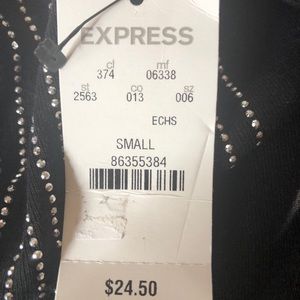 EXPRESS
cl mf
374 06338
st co sz
2563 013 006
ECHS
SMALL
86355384
$24.50